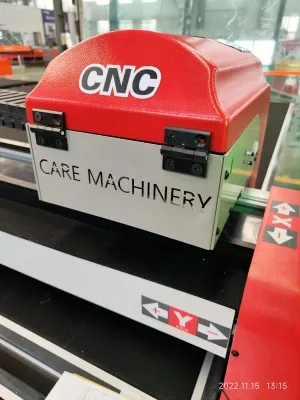 CNC
CARE MACHINERY
X
+ Y -
2022.11.15 13:15